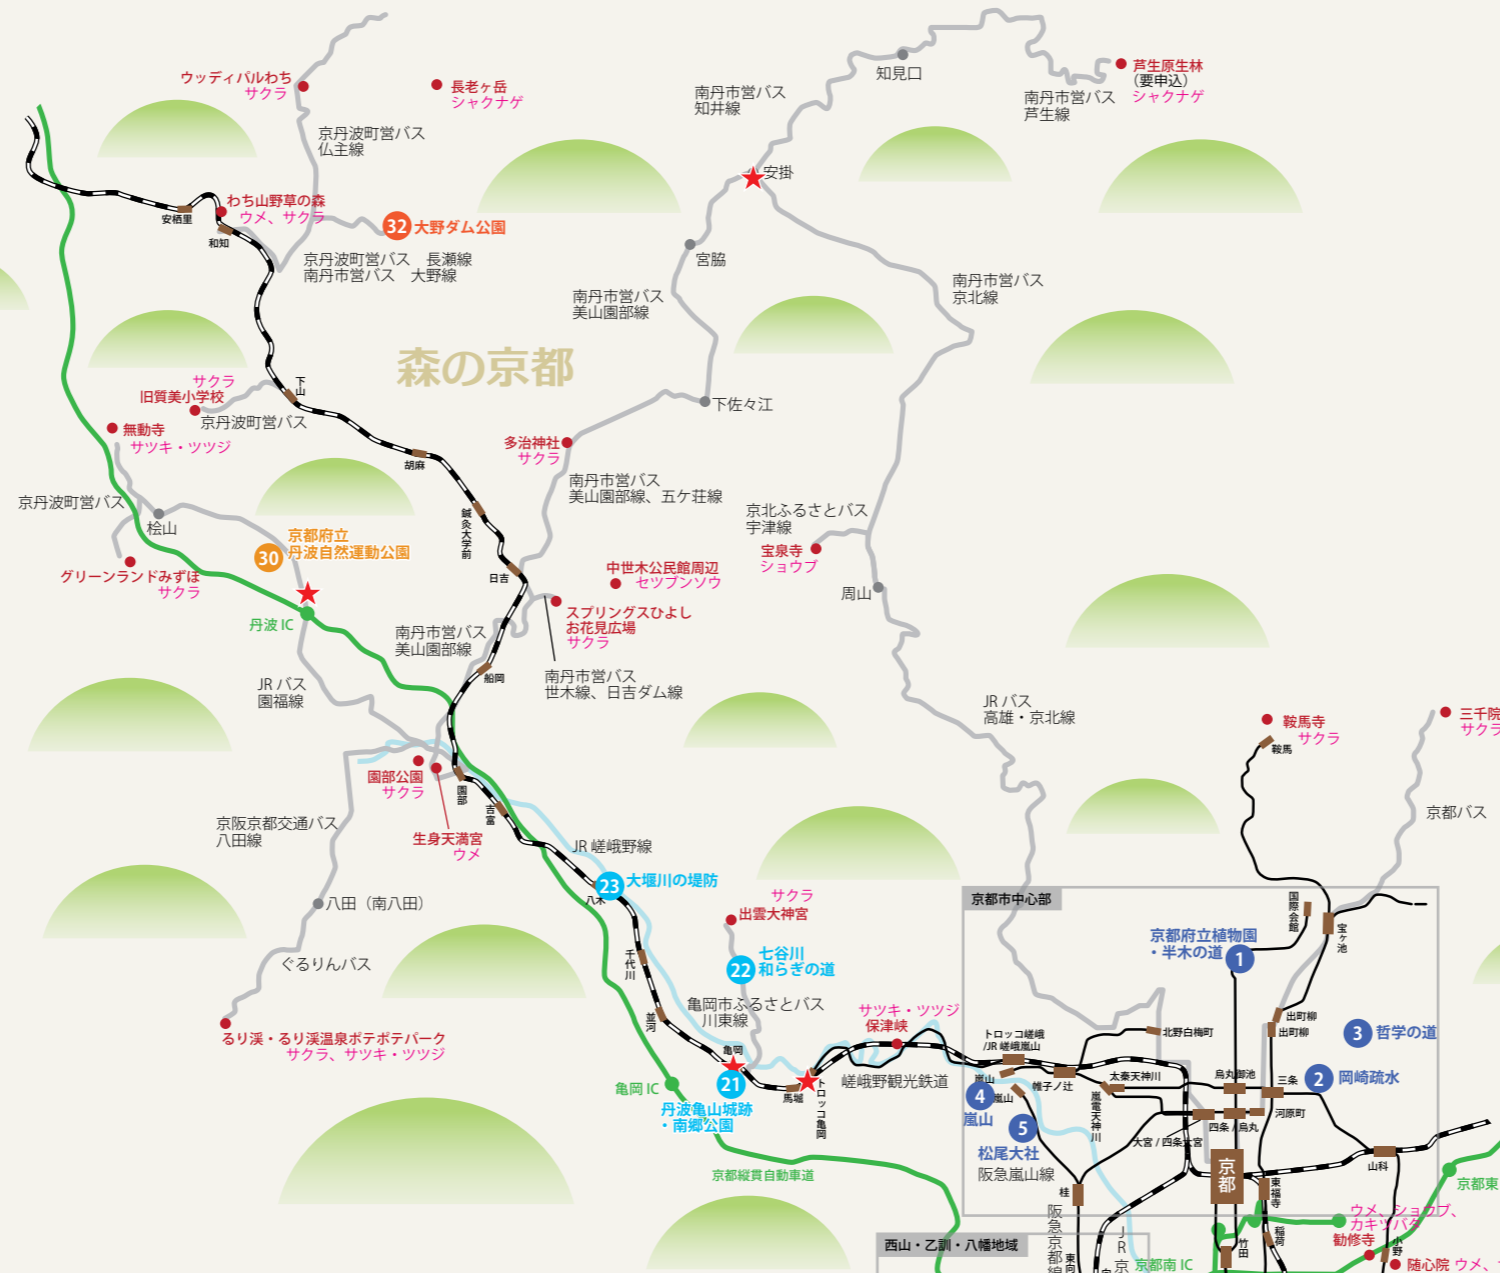 ウッディパルわち
サクラ
長老ヶ岳
シャクナゲ
京丹波町営バス
仏主線
南丹市営バス
知井線
知見口
南丹市営バス
芦生線
芦生原生林
(要申込)
シャクナゲ
安掛
安栖里
わち山野草の森
ウメ、サクラ
和知
32 大野ダム公園
京丹波町営バス 長瀬線
南丹市営バス 大野線
宮脇
南丹市営バス
美山園部線
南丹市営バス
京北線
森の京都
サクラ
旧質美小学校
下山
京丹波町営バス
無動寺
サツキ・ツツジ
下佐々江
多治神社
サクラ
胡麻
南丹市営バス
美山園部線、五ケ荘線
京丹波町営バス
桧山
鍼灸大学前
京北ふるさとバス
宇津線
宝泉寺
ショウブ
30
京都府立
丹波自然運動公園
グリーンランドみずほ
サクラ
日吉
中世木公民館周辺
セツブンソウ
周山
丹波 IC
スプリングスひよし
お花見広場
サクラ
南丹市営バス
美山園部線
船岡
南丹市営バス
世木線、日吉ダム線
JR バス
園福線
JR バス
高雄・京北線
鞍馬寺
サクラ
鞍馬
三千院
サクラ
園部公園
サクラ
園部
吉富
京阪京都交通バス
八田線
生身天満宮
ウメ
JR 嵯峨野線
京都バス
23 大堰川の堤防
八木
サクラ
出雲大神宮
八田（南八田）
京都市中心部
国際会館
宝ヶ池
京都府立植物園
・半木の道
1
千代川
ぐるりんバス
22
七谷川
和らぎの道
並河
亀岡市ふるさとバス
川東線
るり渓・るり渓温泉ポテポテパーク
サクラ、サツキ・ツツジ
サツキ・ツツジ
保津峡
出町柳
出町柳
北野白梅町
3 哲学の道
トロッコ嵯峨
/JR 嵯峨嵐山
亀岡
21
丹波亀山城跡
・南郷公園
亀岡 IC
馬堀
トロッコ亀岡
嵯峨野観光鉄道
嵐山
嵐山
4
嵐山
帷子ノ辻
太秦天神川
嵐電天神川
烏丸御池
三条
2 岡崎疏水
河原町
四条 / 烏丸
大宮 / 四条大宮
5
松尾大社
阪急嵐山線
京都
山科
京都縦貫自動車道
桂
東福寺
京都東
阪急京都線
JR京
ウメ、ショウブ、
カキツバタ
勧修寺
西山・乙訓・八幡地域
東向
京都南 IC
竹田
稲荷
小野
随心院 ウメ、